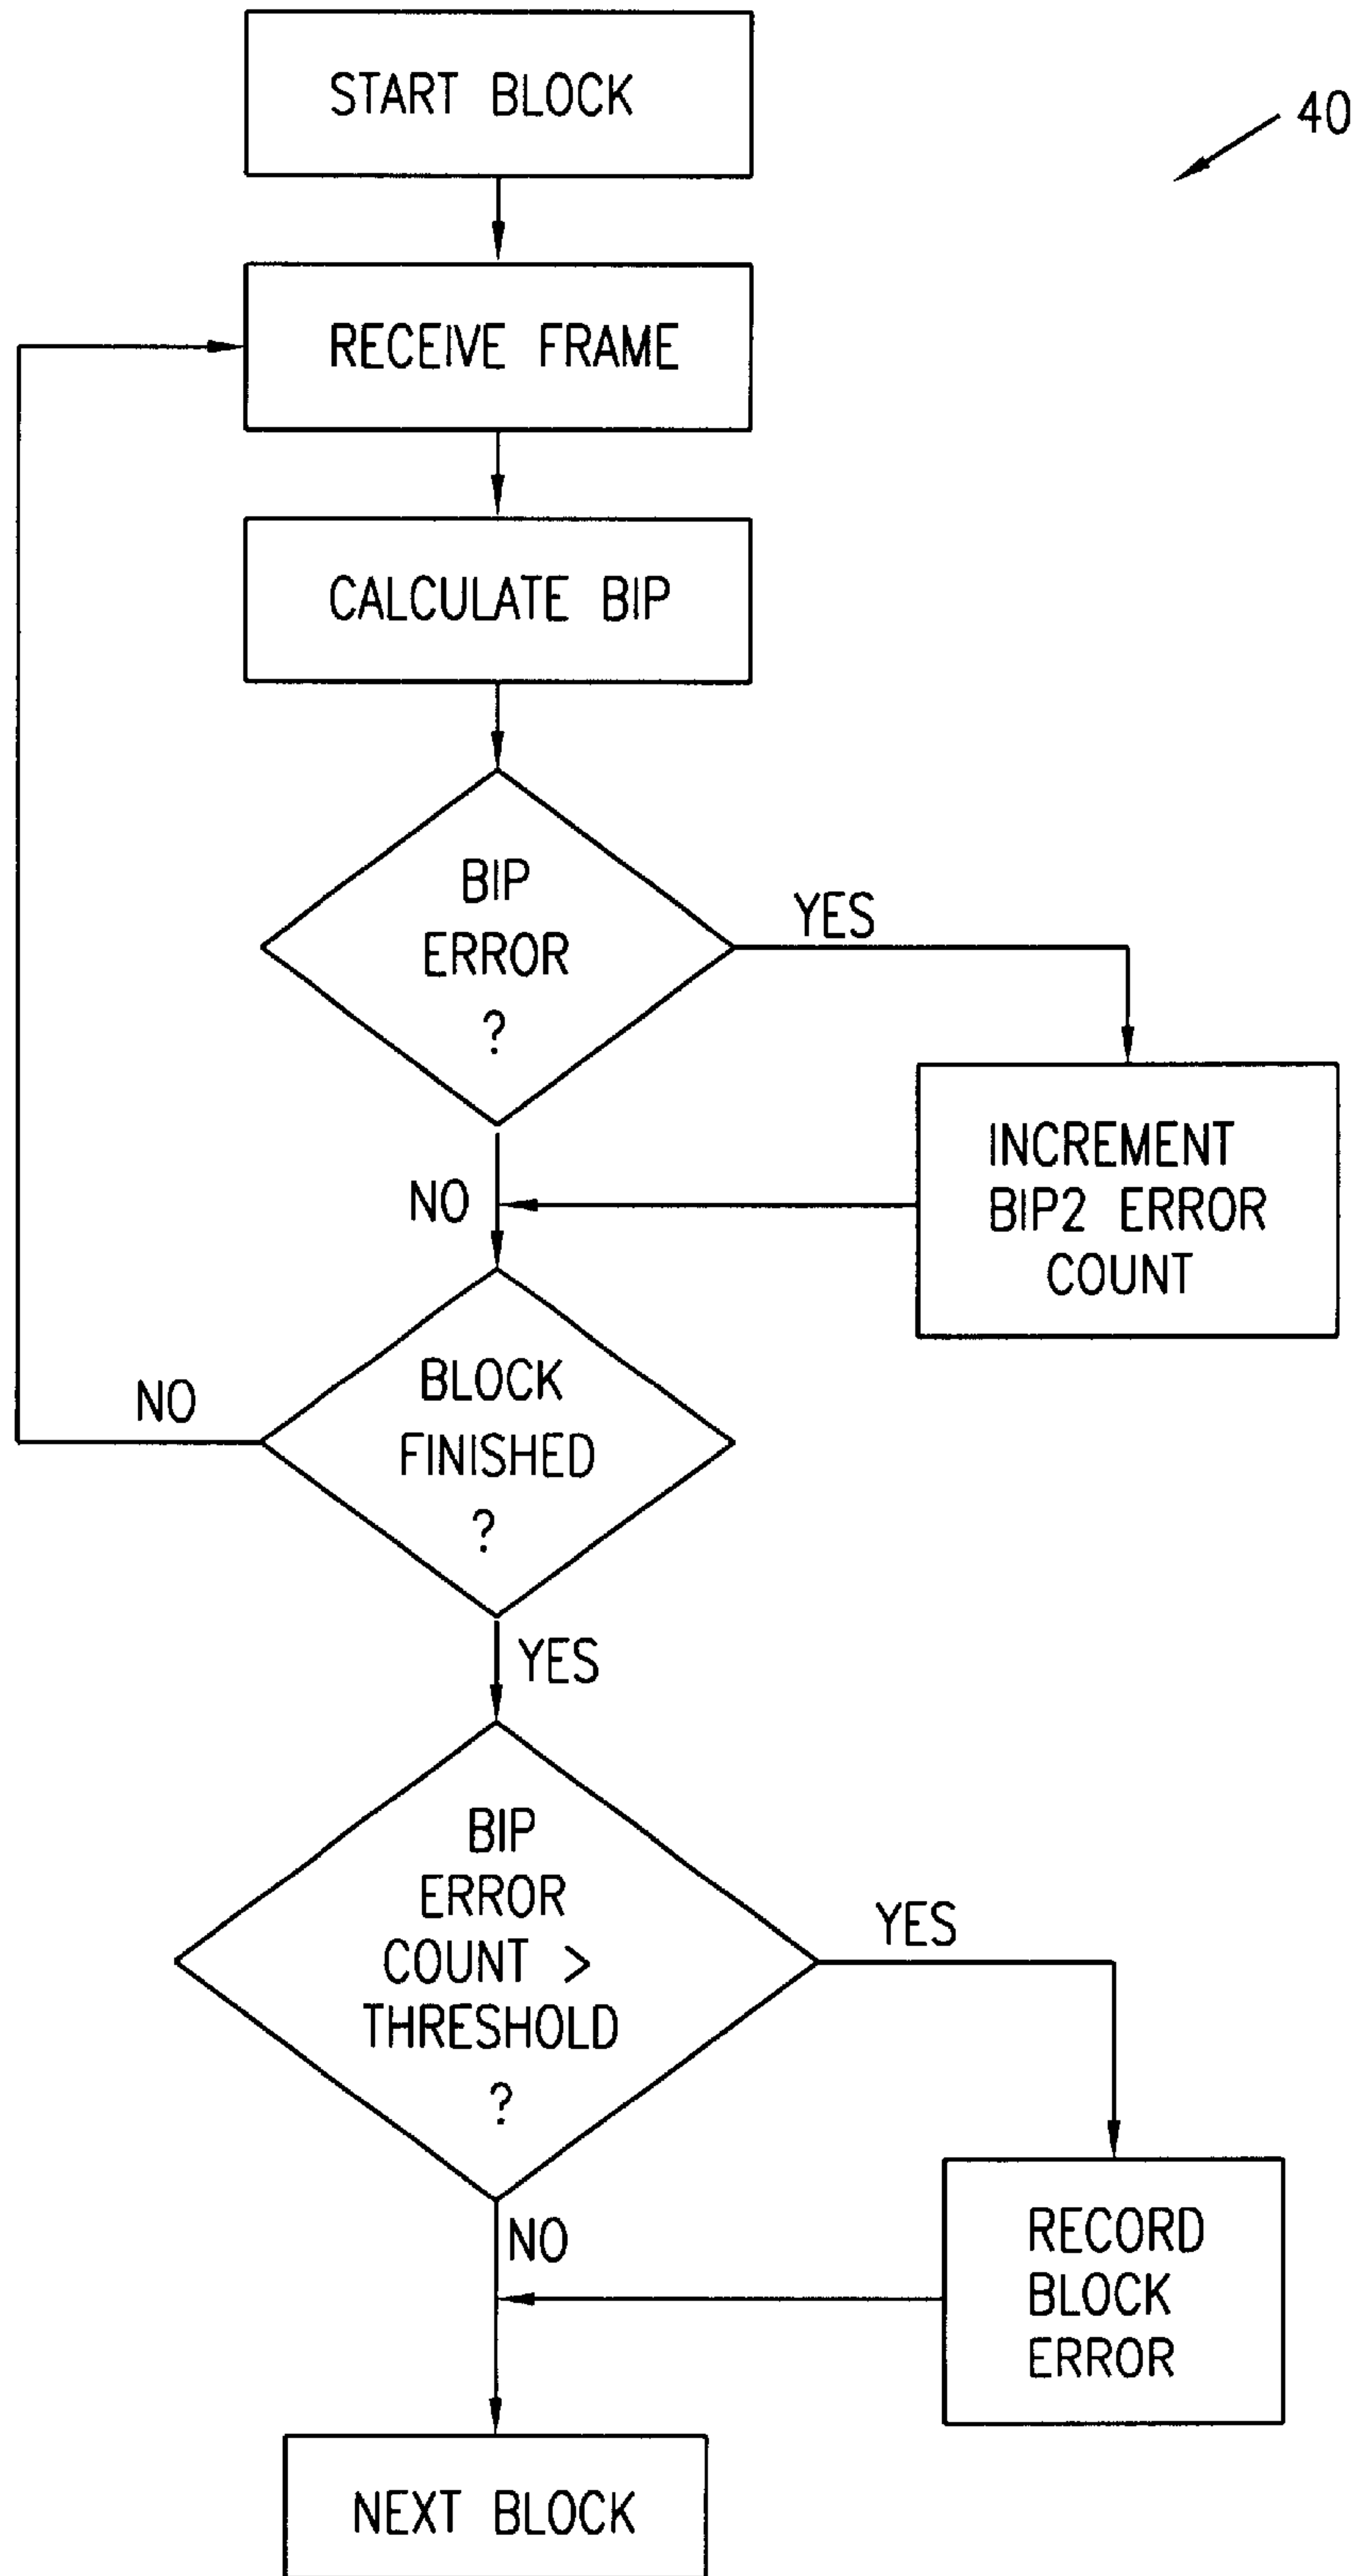 START BLOCK
40
RECEIVE FRAME
CALCULATE BIP
BIP
ERROR
?
YES
INCREMENT
BIP2 ERROR
COUNT
NO
BLOCK
FINISHED
?
NO
YES
BIP
ERROR
COUNT >
THRESHOLD
?
YES
RECORD
BLOCK
ERROR
NO
NEXT BLOCK